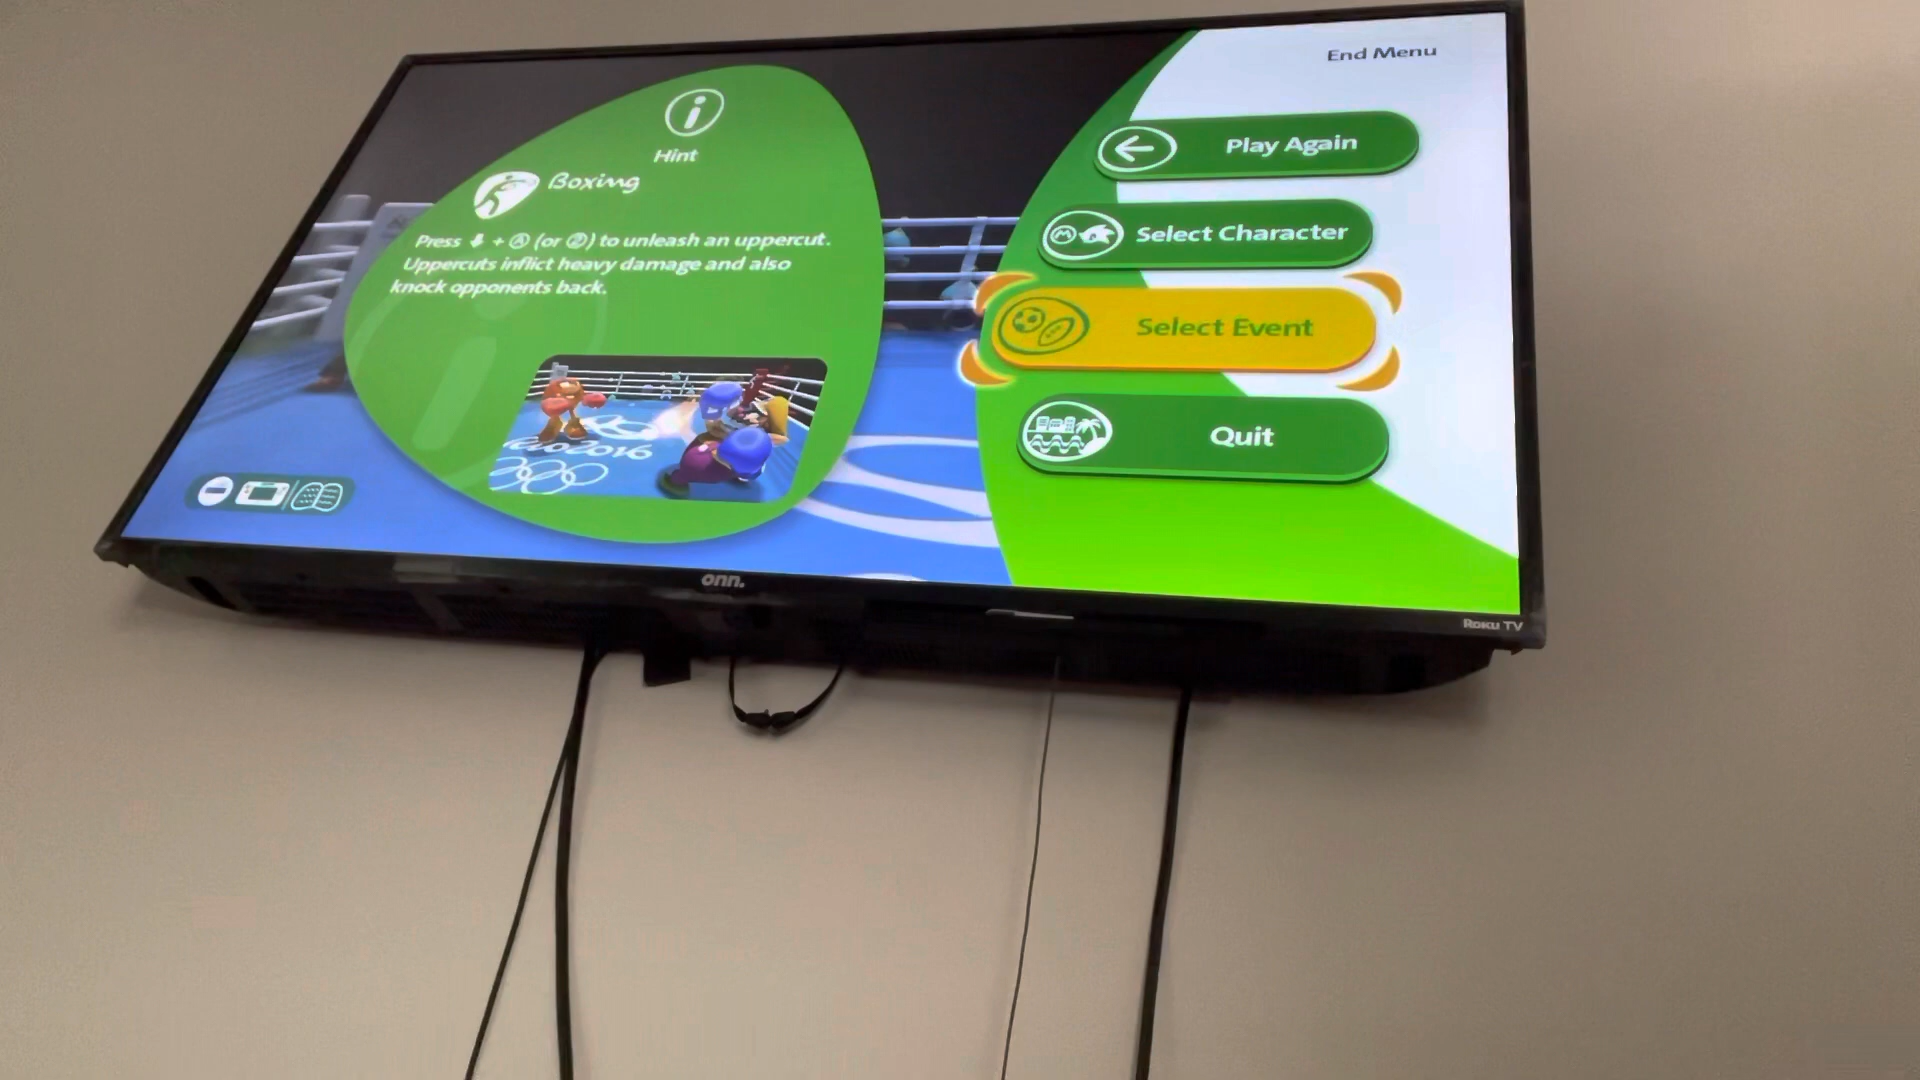 End Menu
Hint
Boxing
Press ⬇ + Ⓐ (or ②) to unleash an uppercut.
Uppercuts inflict heavy damage and also
knock opponents back.
Rio2016
Play Again
Select Character
Select Event
Quit
onn.
Roku TV